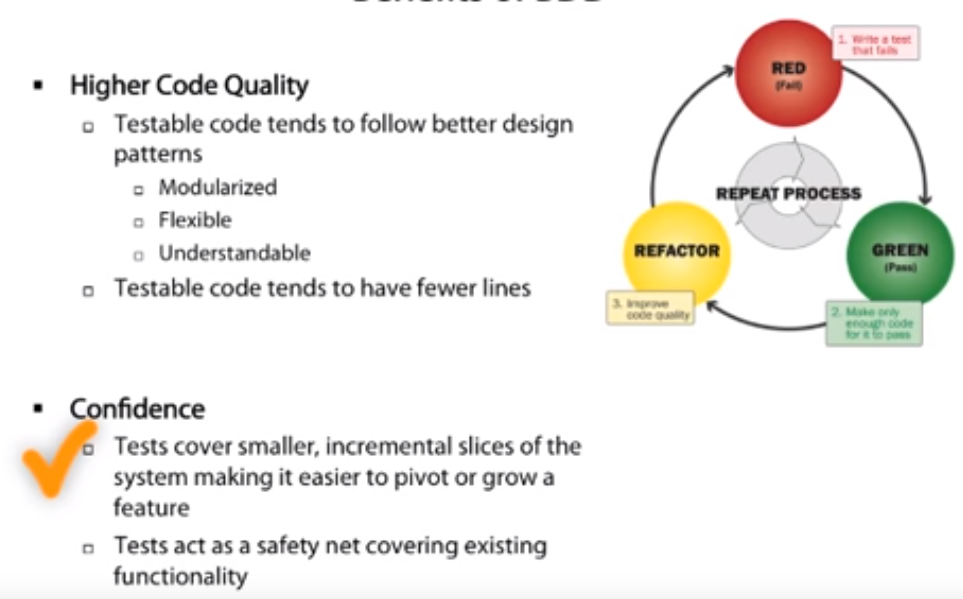 Higher Code Quality
Testable code tends to follow better design
patterns
Modularized
Flexible
Understandable
Testable code tends to have fewer lines
Confidence
Tests cover smaller, incremental slices of the
system making it easier to pivot or grow a
feature
Tests act as a safety net covering existing
functionality
RED
(Fail)
1. Write a test
that fails
REPEAT PROCESS
REFACTOR
3. Improve
code quality
GREEN
(Pass)
2. Make only
enough code
for it to pass